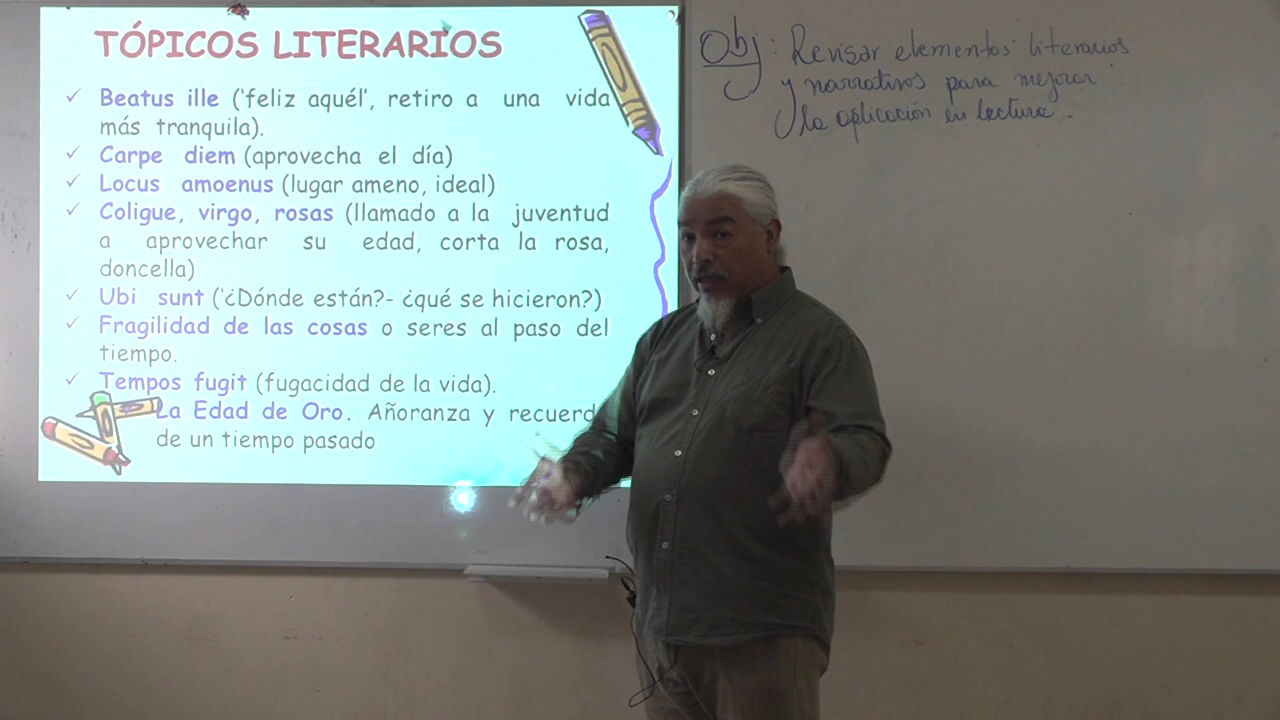 TÓPICOS LITERARIOS
Beatus ille ('feliz aquél', retiro a una vida
más tranquila).
Carpe diem (aprovecha el día)
Locus amoenus (lugar ameno, ideal)
Coligue, virgo, rosas (llamado a la juventud
a aprovechar su edad, corta la rosa,
doncella)
Ubi sunt ('¿Dónde están?- ¿qué se hicieron?)
Fragilidad de las cosas o seres al paso del
tiempo.
Tempos fugit (fugacidad de la vida).
La Edad de Oro. Añoranza y recuerd
de un tiempo pasado
Obj: Revisar elementos literarios
y narrativos para mejorar
la aplicación en lectura.